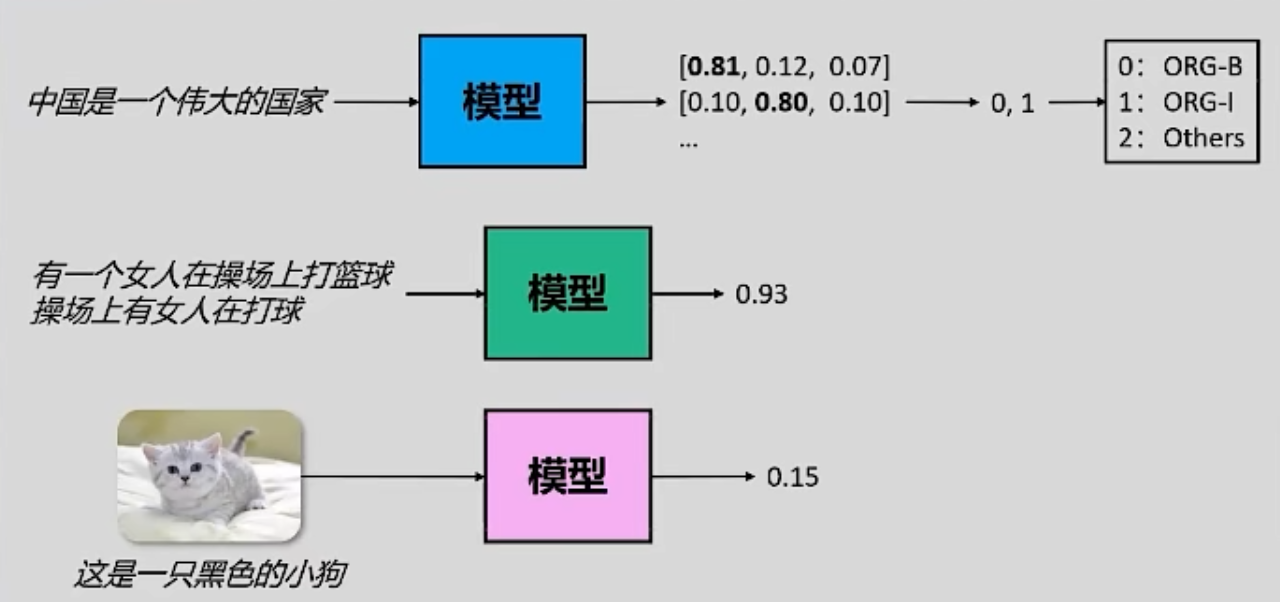 中国是一个伟大的国家
模型
[0.81, 0.12, 0.07]
[0.10, 0.80, 0.10]
...
0, 1
0: ORG-B
1: ORG-I
2: Others
有一个女人在操场上打篮球
操场上有女人在打球
模型
0.93
模型
0.15
这是一只黑色的小狗